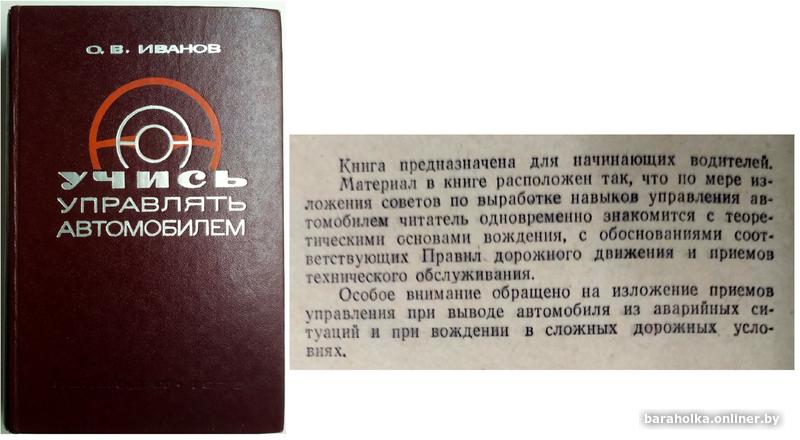 О. В. ИВАНОВ
УЧИСЬ
УПРАВЛЯТЬ
АВТОМОБИЛЕМ
Книга предназначена для начинающих водителей.
Материал в книге расположен так, что по мере из-
ложения советов по выработке навыков управления ав-
томобилем читатель одновременно знакомится с теоре-
тическими основами вождения, с обоснованиями соот-
ветствующих Правил дорожного движения и приемов
технического обслуживания.
Особое внимание обращено на изложение приемов
управления при выводе автомобиля из аварийных си-
туаций и при вождении в сложных дорожных усло-
виях.
baraholka.onliner.by